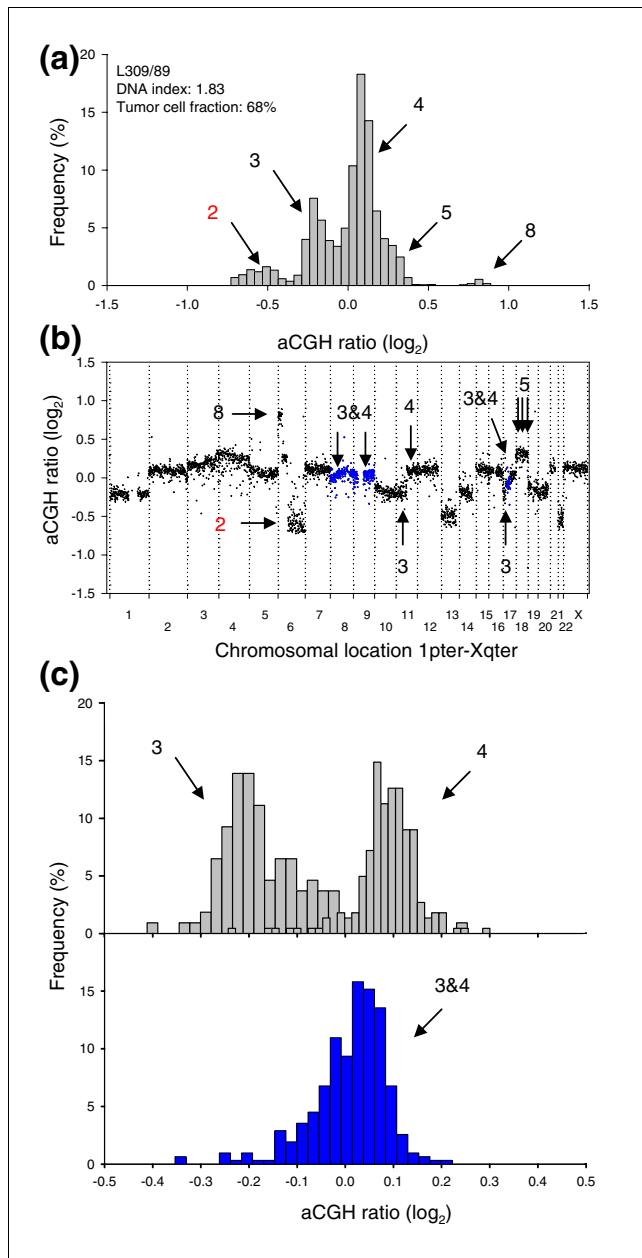 (a)
L309/89
DNA index: 1.83
Tumor cell fraction: 68%
Frequency (%)
20
15
10
5
0
2
3
4
5
8
-1.5 -1.0 -0.5 0.0 0.5 1.0 1.5
aCGH ratio (log2)
(b)
aCGH ratio (log2)
1.5
1.0
0.5
0.0
-0.5
-1.0
-1.5
8
3&4
4
3&4
5
2
3
3
1 3 5 7 9 11 13 15 17 19 21 X
2 4 6 8 10 12 14 16 18 20 22
Chromosomal location 1pter-Xqter
(c)
Frequency (%)
20
15
10
5
0
3
4
15
10
5
0
3&4
-0.5 -0.4 -0.3 -0.2 -0.1 0.0 0.1 0.2 0.3 0.4 0.5
aCGH ratio (log2)